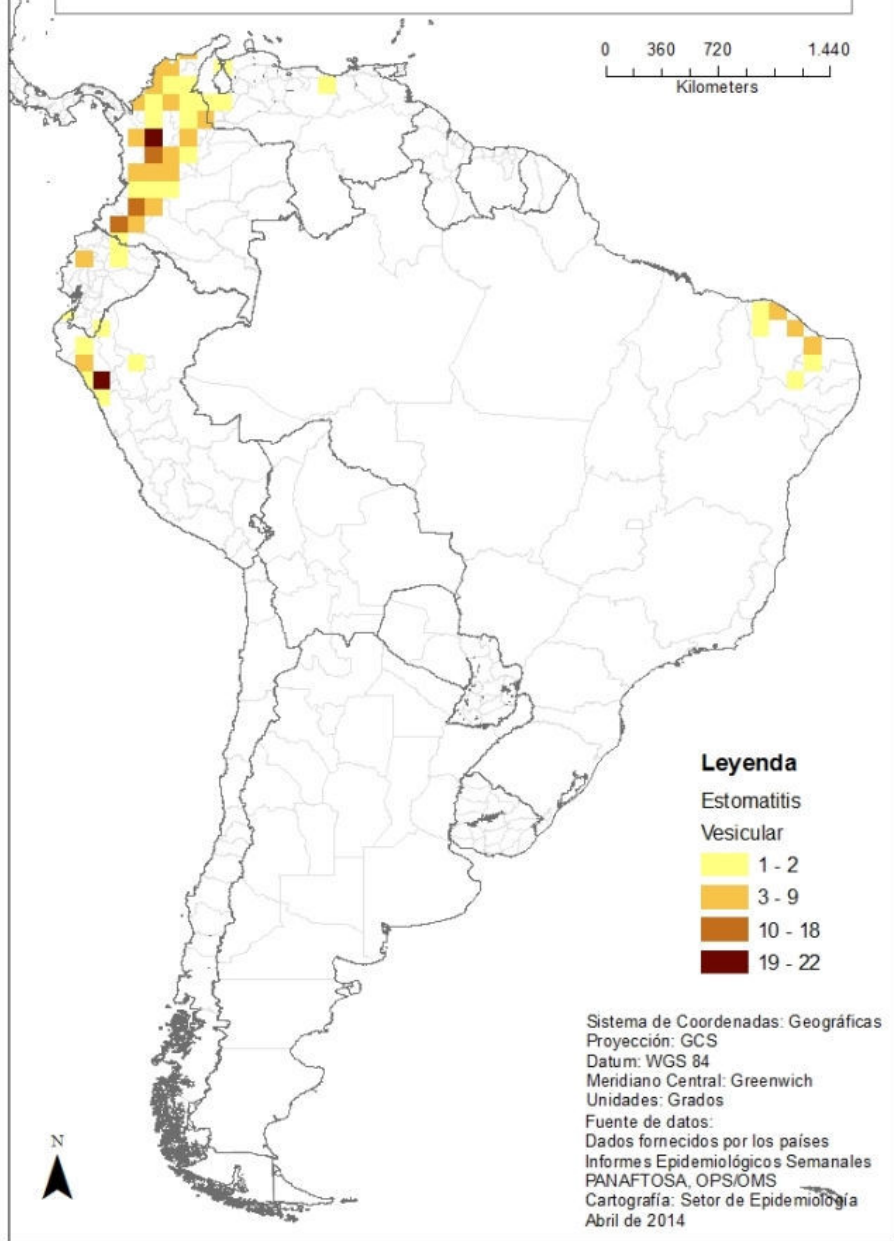 0 360 720 1.440
Kilometers
Leyenda
Estomatitis
Vesicular
1 - 2
3 - 9
10 - 18
19 - 22
Sistema de Coordenadas: Geográficas
Proyección: GCS
Datum: WGS 84
Meridiano Central: Greenwich
Unidades: Grados
Fuente de datos:
Dados fornecidos por los países
Informes Epidemiológicos Semanales
PANAFTOSA, OPS/OMS
Cartografía: Setor de Epidemiología
Abril de 2014
N